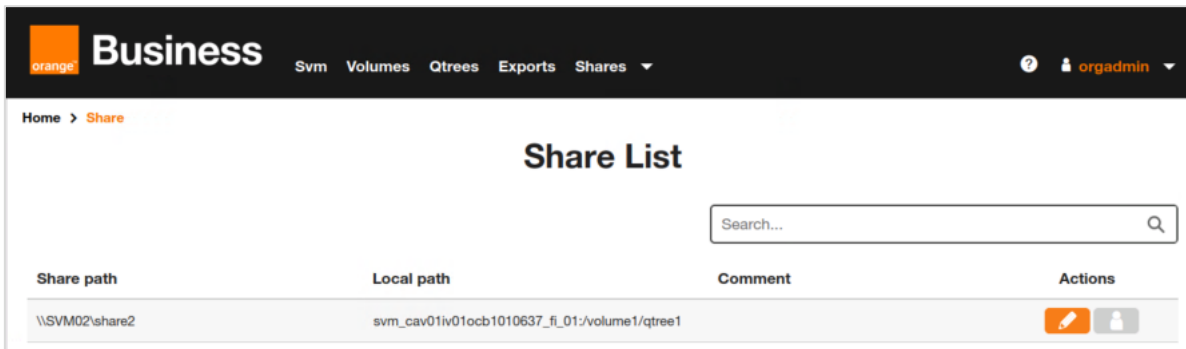 orange Business Svm Volumes Qtrees Exports Shares ? orgadmin
Home > Share
Share List
Search...
Share path Local path Comment Actions
\\SVM02\share2 svm_cav01iv01ocb1010637_fi_01:/volume1/qtree1